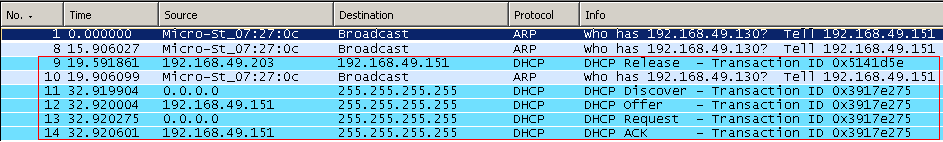 No. Time Source Destination Protocol Info
1 0.000000 Micro-St_07:27:0c Broadcast ARP Who has 192.168.49.130? Tell 192.168.49.151
8 15.906027 Micro-St_07:27:0c Broadcast ARP Who has 192.168.49.130? Tell 192.168.49.151
9 19.591861 192.168.49.203 192.168.49.151 DHCP DHCP Release - Transaction ID 0x5141d5e
10 19.906099 Micro-St_07:27:0c Broadcast ARP Who has 192.168.49.130? Tell 192.168.49.151
11 32.919904 0.0.0.0 255.255.255.255 DHCP DHCP Discover - Transaction ID 0x3917e275
12 32.920004 192.168.49.151 255.255.255.255 DHCP DHCP Offer - Transaction ID 0x3917e275
13 32.920275 0.0.0.0 255.255.255.255 DHCP DHCP Request - Transaction ID 0x3917e275
14 32.920601 192.168.49.151 255.255.255.255 DHCP DHCP ACK - Transaction ID 0x3917e275